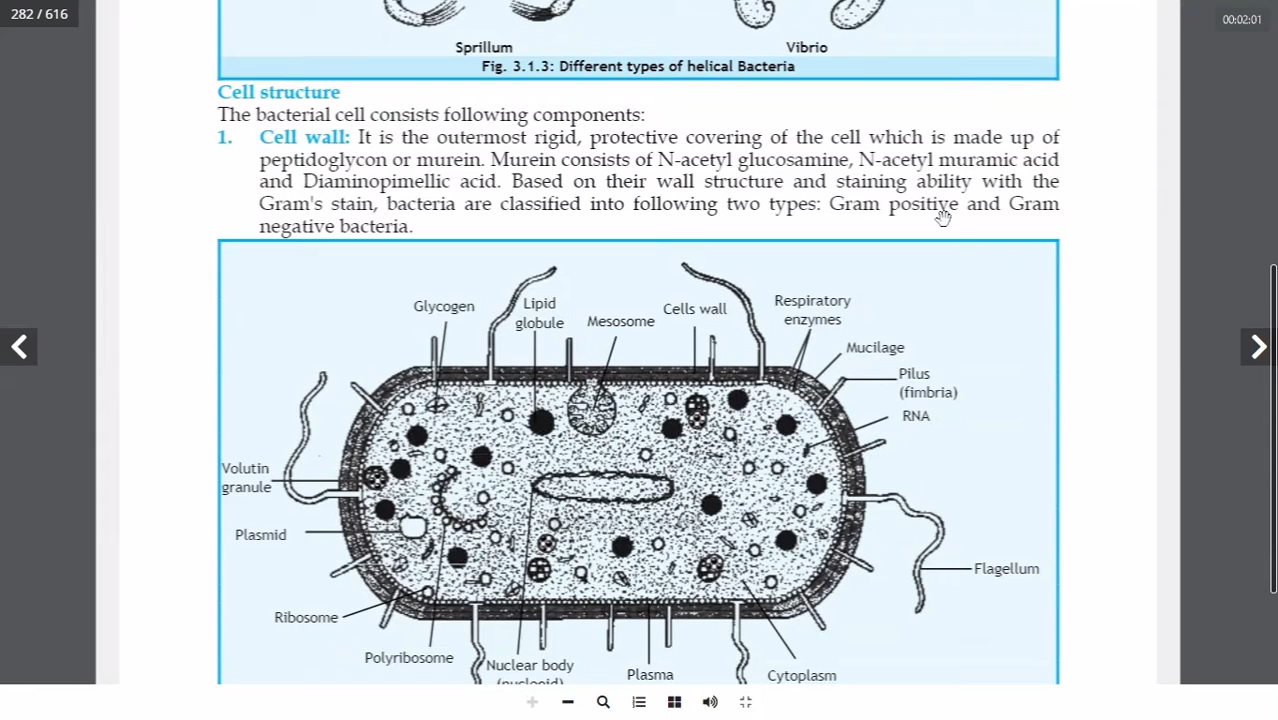 282 / 616
00:02:01
Sprillum
Vibrio
Fig. 3.1.3: Different types of helical Bacteria
Cell structure
The bacterial cell consists following components:
1. Cell wall: It is the outermost rigid, protective covering of the cell which is made up of
peptidoglycon or murein. Murein consists of N-acetyl glucosamine, N-acetyl muramic acid
and Diaminopimellic acid. Based on their wall structure and staining ability with the
Gram's stain, bacteria are classified into following two types: Gram positive and Gram
negative bacteria.
Glycogen
Lipid
globule
Mesosome
Cells wall
Respiratory
enzymes
Mucilage
Pilus
(fimbria)
RNA
Volutin
granule
Plasmid
Flagellum
Ribosome
Polyribosome
Nuclear body
(nucleoid)
Plasma
Cytoplasm